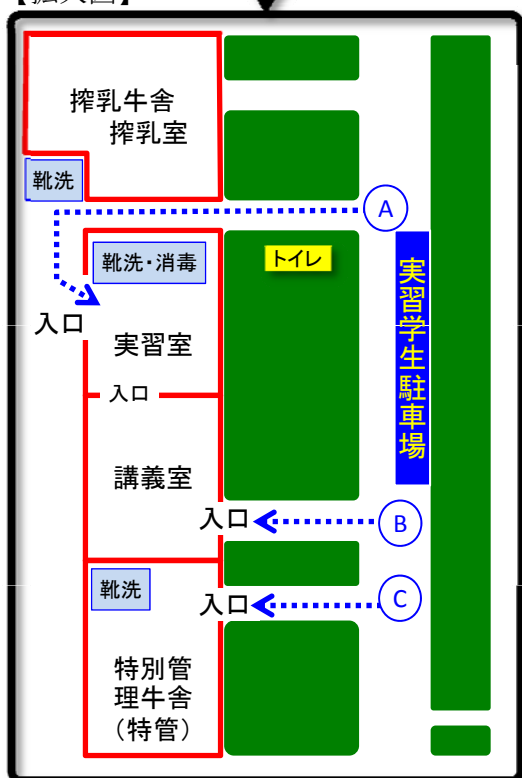 【拡大図】
搾乳牛舎
搾乳室
靴洗
A
靴洗・消毒
トイレ
実習学生駐車場
入口
実習室
入口
講義室
入口
B
靴洗
入口
C
特別管
理牛舎
（特管）